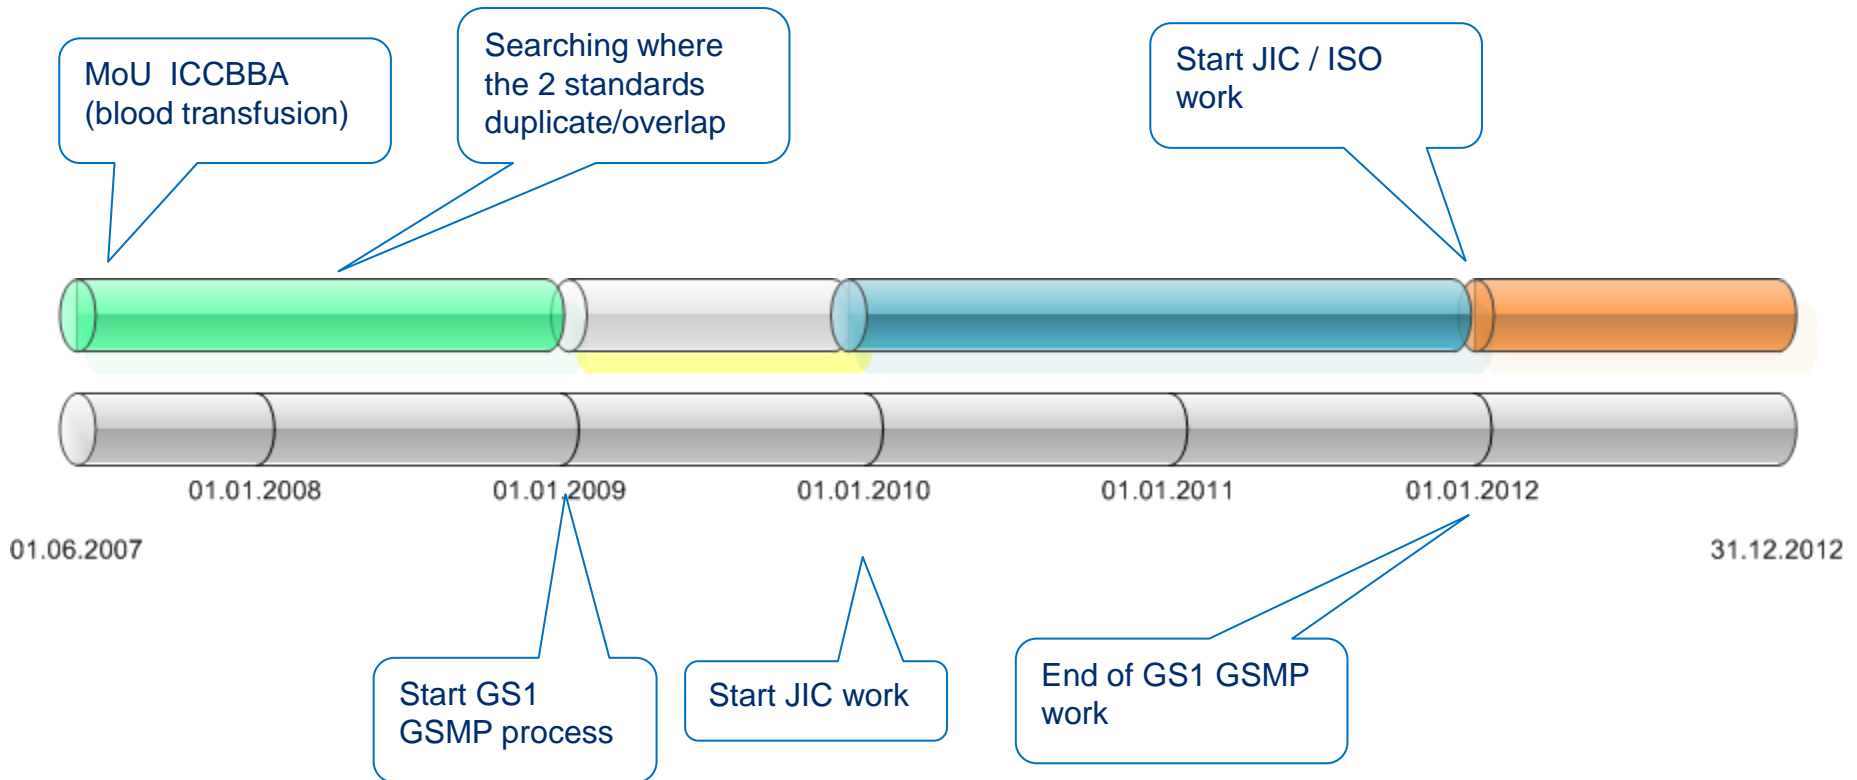 MoU  ICCBBA
(blood transfusion)
Searching where
the 2 standards
duplicate/overlap
Start JIC / ISO
work
01.01.2008
01.01.2009
01.01.2010
01.01.2011
01.01.2012
01.06.2007
31.12.2012
Start GS1
GSMP process
Start JIC work
End of GS1 GSMP
work